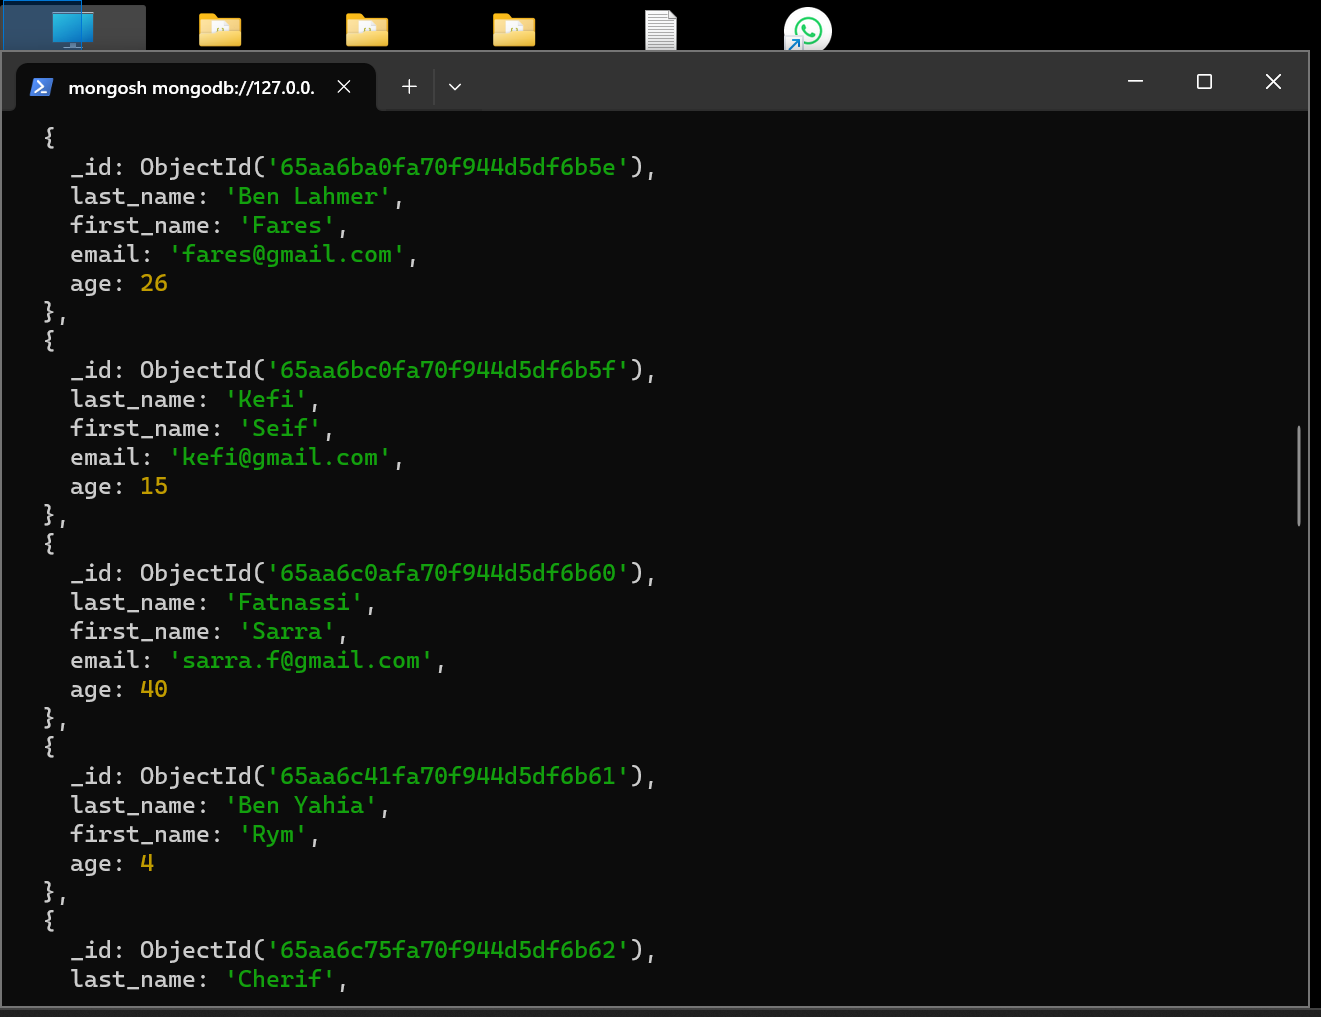 mongosh mongodb://127.0.0.
{
_id: ObjectId('65aa6ba0fa70f944d5df6b5e'),
last_name: 'Ben Lahmer',
first_name: 'Fares',
email: 'fares@gmail.com',
age: 26
},
{
_id: ObjectId('65aa6bc0fa70f944d5df6b5f'),
last_name: 'Kefi',
first_name: 'Seif',
email: 'kefi@gmail.com',
age: 15
},
{
_id: ObjectId('65aa6c0afa70f944d5df6b60'),
last_name: 'Fatnassi',
first_name: 'Sarra',
email: 'sarra.f@gmail.com',
age: 40
},
{
_id: ObjectId('65aa6c41fa70f944d5df6b61'),
last_name: 'Ben Yahia',
first_name: 'Rym',
age: 4
},
{
_id: ObjectId('65aa6c75fa70f944d5df6b62'),
last_name: 'Cherif',